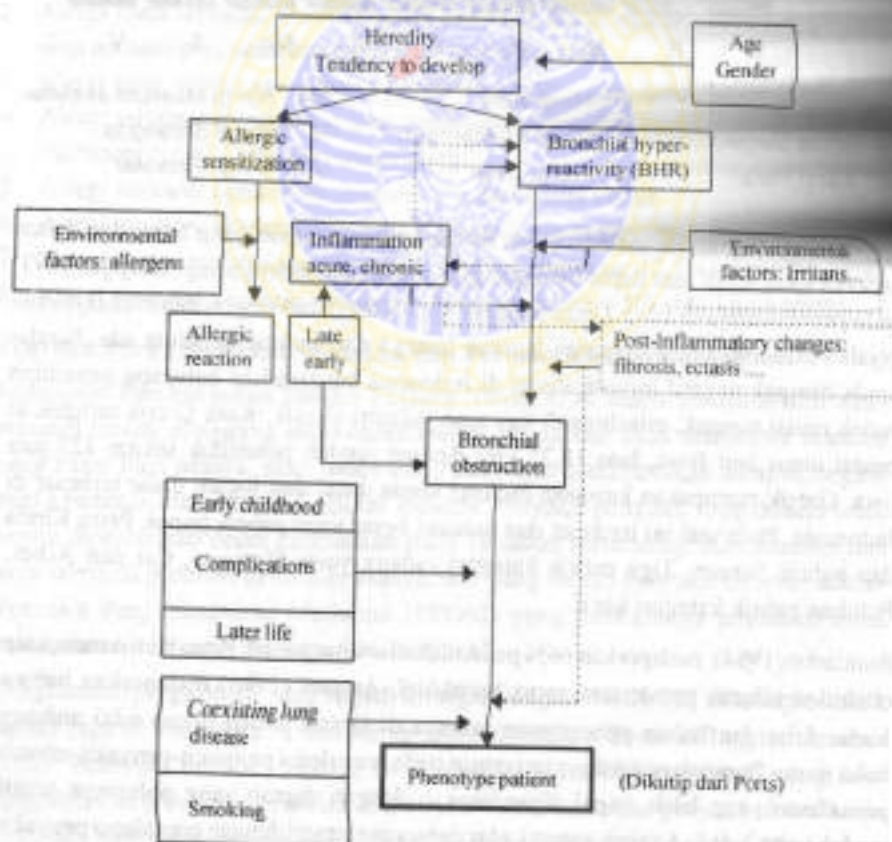 Heredity
Tendency to develop
Age
Gender
Allergic
sensitization
Bronchial hyper-
reactivity (BHR)
Environmental
factors: allergens
Inflammation
acute, chronic
Environmental
factors: Irritans...
Allergic
reaction
Late
early
Post-inflammatory changes:
fibrosis, ectasis ....
Bronchial
obstruction
Early childhood
Complications
Later life
Coexisting lung
disease
Smoking
Phenotype patient
(Dikutip dari Ports)